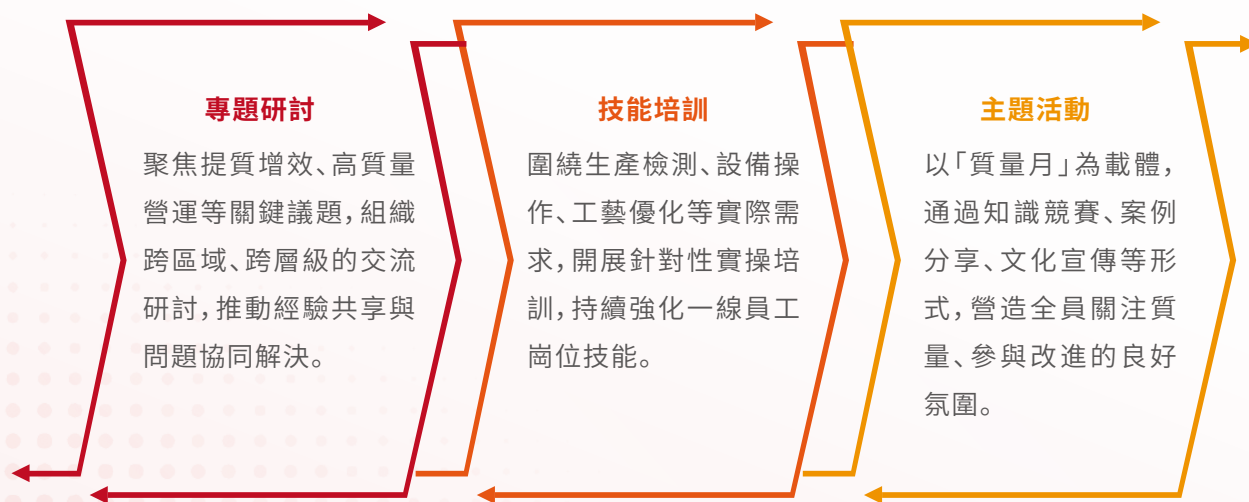 專題研討
聚焦提質增效、高質量
營運等關鍵議題，組織
跨區域、跨層級的交流
研討，推動經驗共享與
問題協同解決。
技能培訓
圍繞生產檢測、設備操
作、工藝優化等實際需
求，開展針對性實操培
訓，持續強化一線員工
崗位技能。
主題活動
以「質量月」為載體，
通過知識競賽、案例
分享、文化宣傳等形
式，營造全員關注質
量、參與改進的良好
氛圍。